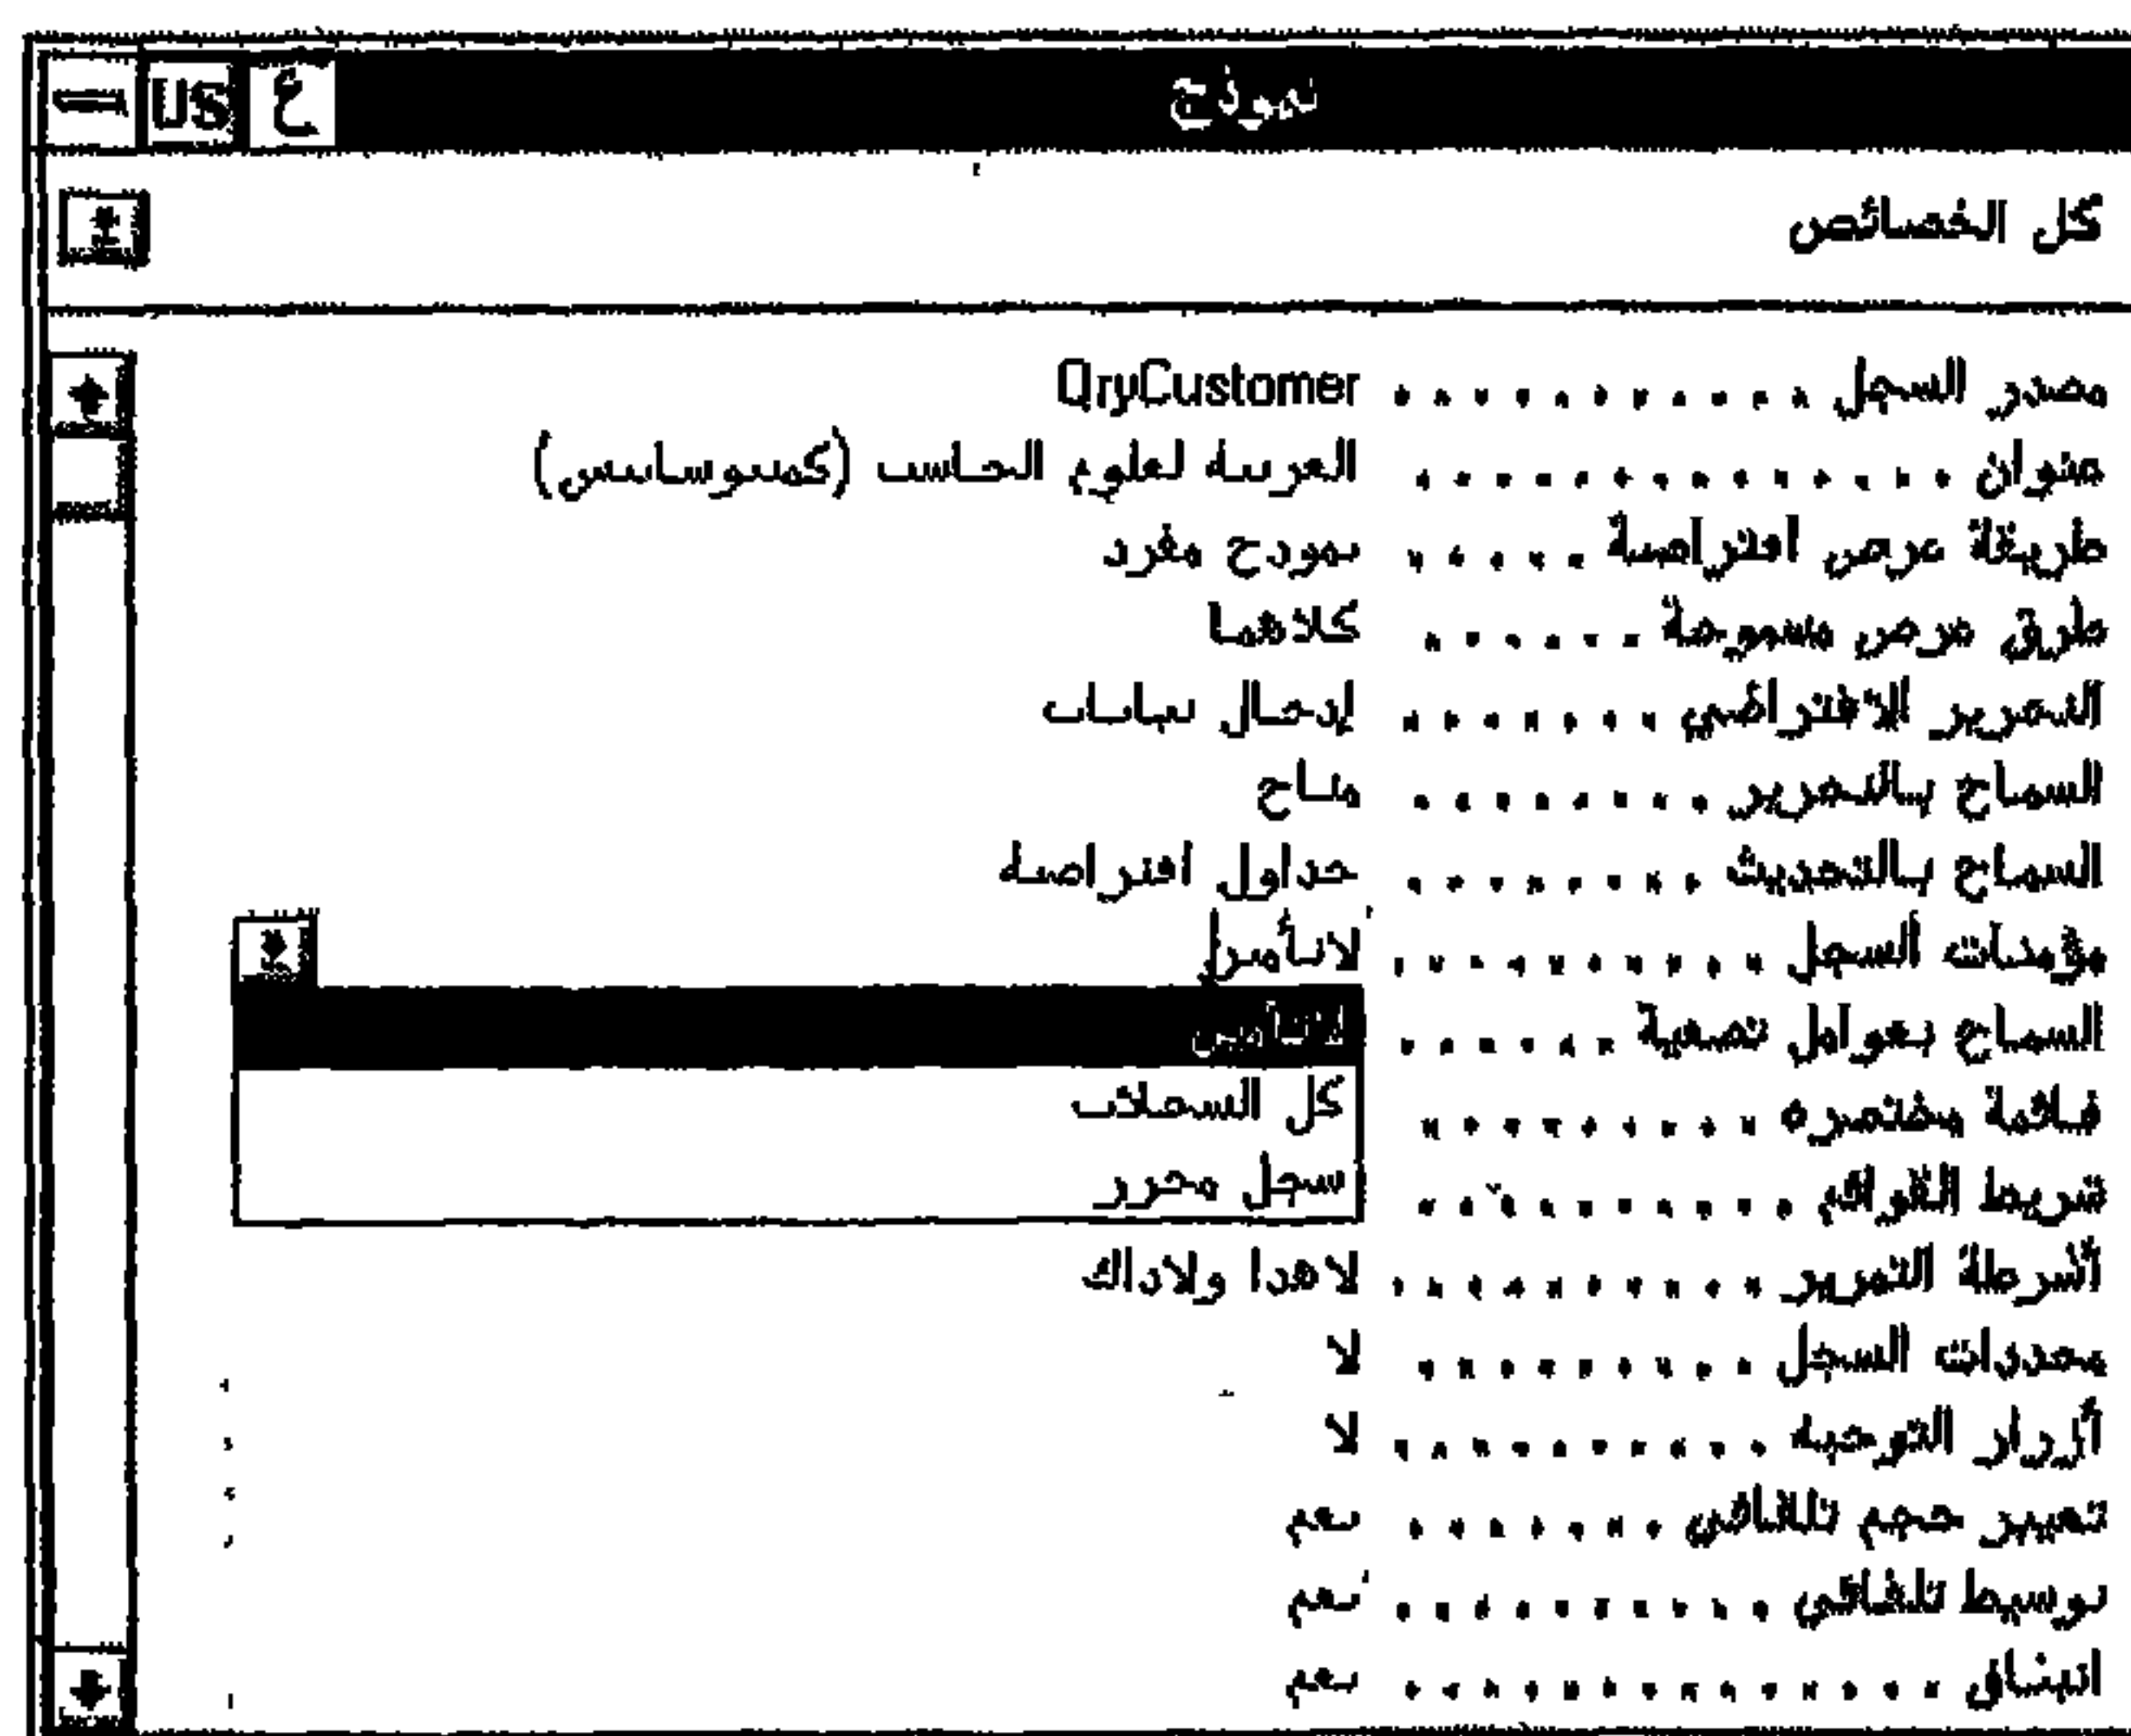 نموذج US ع
كل الخصائص
مصدر السجل . . . . . . . . . . . QryCustomer
عنوان . . . . . . . . . . . . . . العربية لعلوم الحاسب (كمبيوساينس)
طريقة عرض افتراضية . . . . . نموذج مفرد
طرق عرض مسموحة . . . . . . كلاهما
التحرير الافتراضي . . . . . . . إدخال بيانات
السماح بالتحرير . . . . . . . . متاح
السماح بالتحديث . . . . . . . . جداول افتراضية
مؤمنات السجل . . . . . . . . . . لاتأمين
لاتأمين
السماح بعوامل تصفية . . . . . .
كل السجلات
قائمة مختصرة . . . . . . . . .
سجل محرر
شريط القوائم . . . . . . . . . .
أشرطة التمرير . . . . . . . . . . لاهذا ولاذاك
محددات السجل . . . . . . . . . لا
أزرار التوجيه . . . . . . . . . . لا
تغيير حجم تلقائي . . . . . . . نعم
توسيط تلقائي . . . . . . . . . . نعم
انبثاق . . . . . . . . . . . . . . نعم